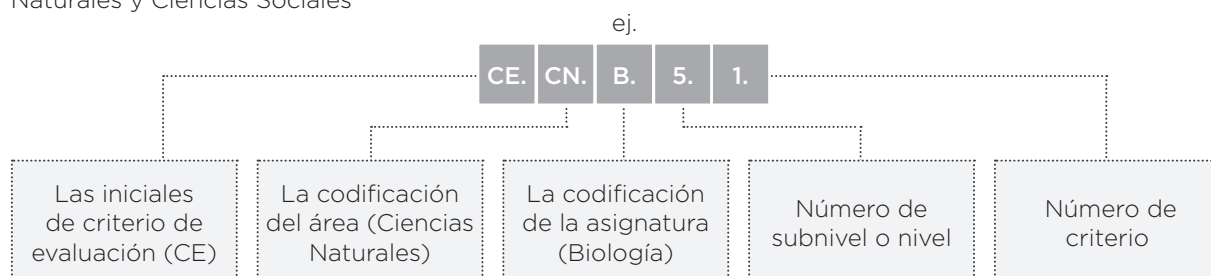 Naturales y Ciencias Sociales
ej.
CE. CN. B. 5. 1.
Las iniciales
de criterio de
evaluación (CE)
La codificación
del área (Ciencias
Naturales)
La codificación
de la asignatura
(Biología)
Número de
subnivel o nivel
Número de
criterio